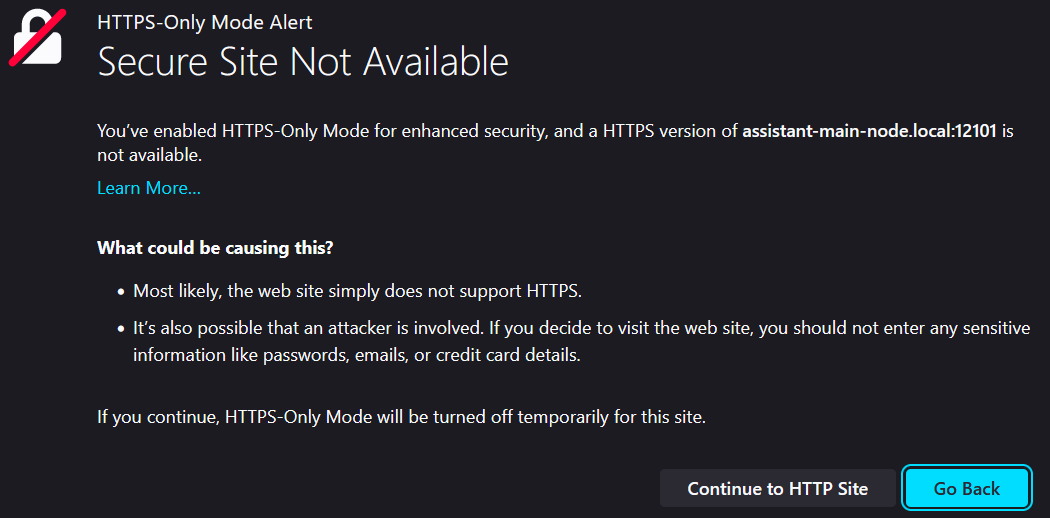 HTTPS-Only Mode Alert
Secure Site Not Available
You’ve enabled HTTPS-Only Mode for enhanced security, and a HTTPS version of assistant-main-node.local:12101 is
not available.
Learn More…
What could be causing this?
• Most likely, the web site simply does not support HTTPS.
• It’s also possible that an attacker is involved. If you decide to visit the web site, you should not enter any sensitive
information like passwords, emails, or credit card details.
If you continue, HTTPS-Only Mode will be turned off temporarily for this site.
Continue to HTTP Site
Go Back